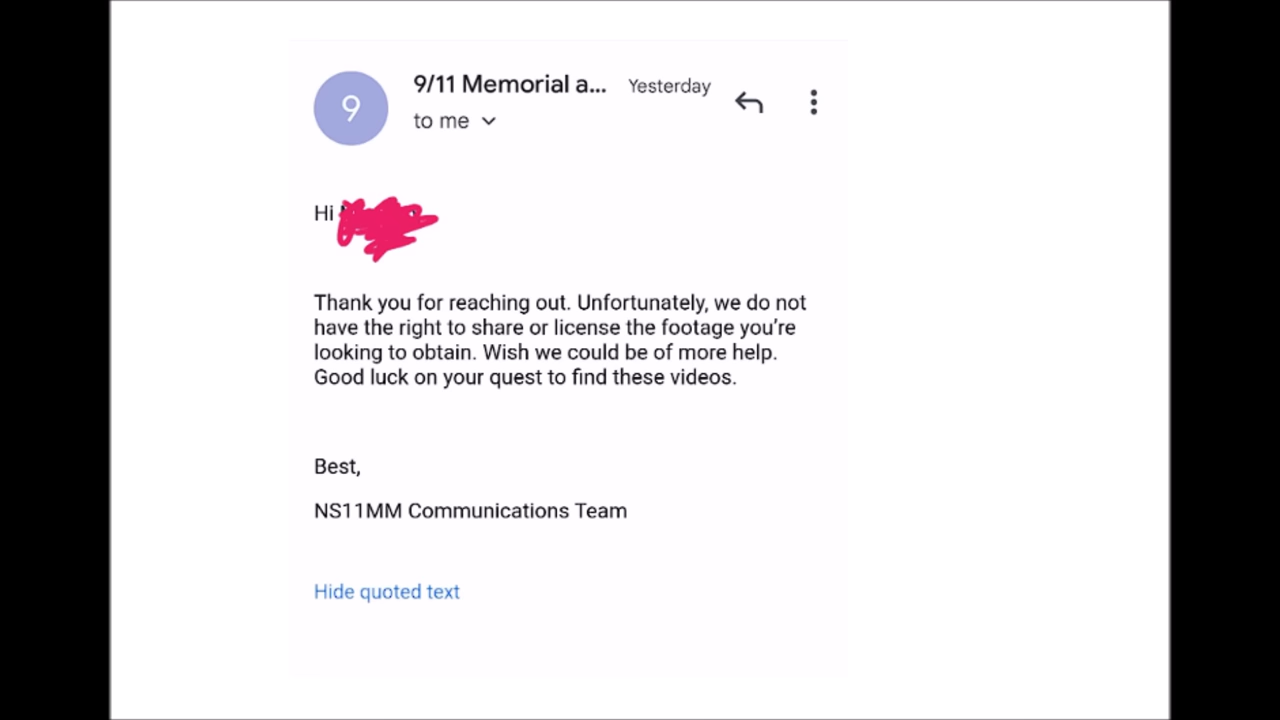 9
9/11 Memorial a... Yesterday
to me
Hi
Thank you for reaching out. Unfortunately, we do not
have the right to share or license the footage you’re
looking to obtain. Wish we could be of more help.
Good luck on your quest to find these videos.
Best,
NS11MM Communications Team
Hide quoted text